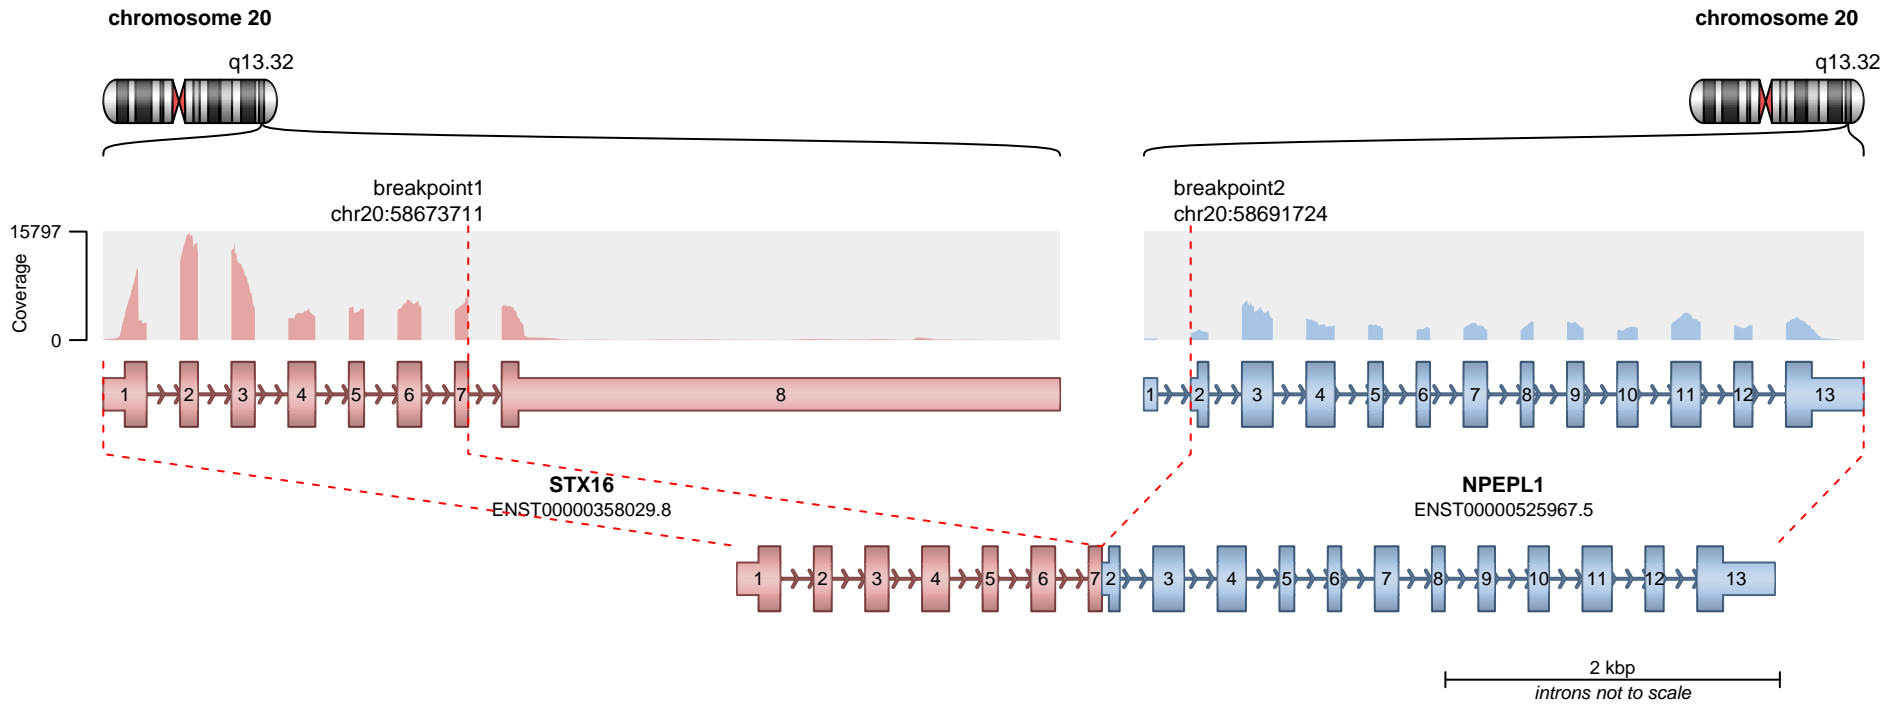 chromosome 20
chromosome 20
q13.32
q13.32
breakpoint1
chr20:58673711
breakpoint2
chr20:58691724
15797
Coverage
0
1 2 3 4 5 6 7 8
1 2 3 4 5 6 7 8 9 10 11 12 13
STX16
ENST00000358029.8
NPEPL1
ENST00000525967.5
1 2 3 4 5 6 7 2 3 4 5 6 7 8 9 10 11 12 13
2 kbp
introns not to scale